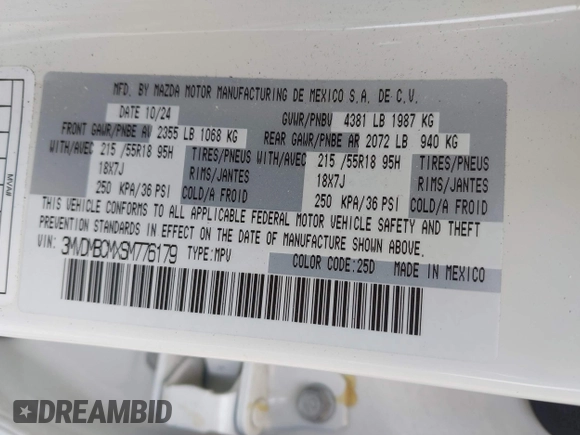 MFD. BY MAZDA MOTOR MANUFACTURING DE MEXICO S.A. DE C.V.
DATE 10/24 GVWR/PNBV 4381 LB 1987 KG
FRONT GAWR/PNBE AV 2355 LB 1068 KG REAR GAWR/PNBE AR 2072 LB 940 KG
WITH/AVEC 215 /55R18 95H TIRES/PNEUS WITH/AVEC 215 /55R18 95H TIRES/PNEUS
18X7J RIMS/JANTES 18X7J RIMS/JANTES
250 KPA/36 PSI COLD/A FROID 250 KPA/36 PSI COLD/A FROID
THIS VEHICLE CONFORMS TO ALL APPLICABLE FEDERAL MOTOR VEHICLE SAFETY AND THEFT
PREVENTION STANDARDS IN EFFECT ON THE DATE OF MANUFACTURE SHOWN ABOVE.
VIN: 3MVDMBCMXSM776179 TYPE:MPV COLOR CODE:25D MADE IN MEXICO
DREAMBID